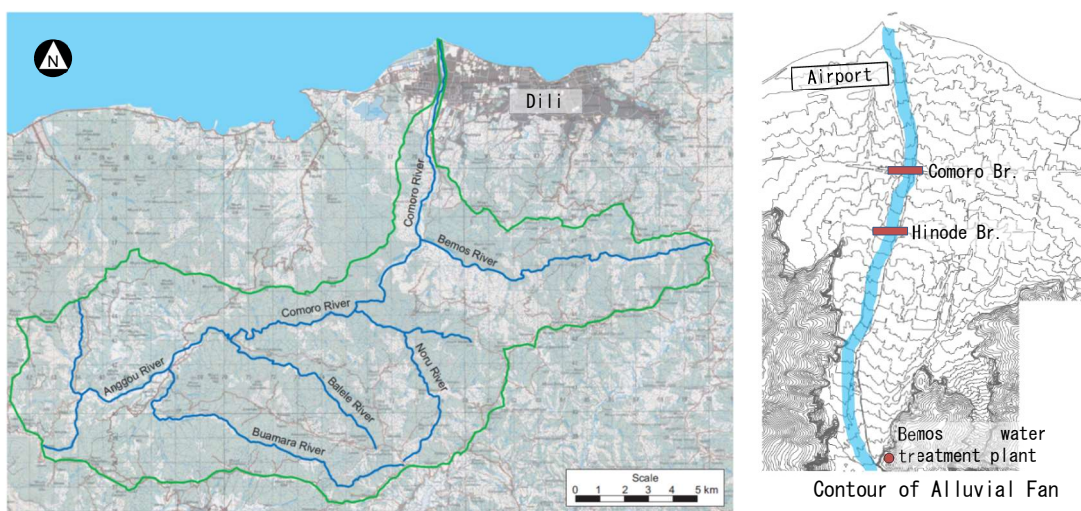 N
Dili
Comoro River
Bemos River
Comoro River
Noru River
Anggou River
Balele River
Buamara River
Scale
0 1 2 3 4 5 km
Airport
Comoro Br.
Hinode Br.
Bemos water
treatment plant
Contour of Alluvial Fan